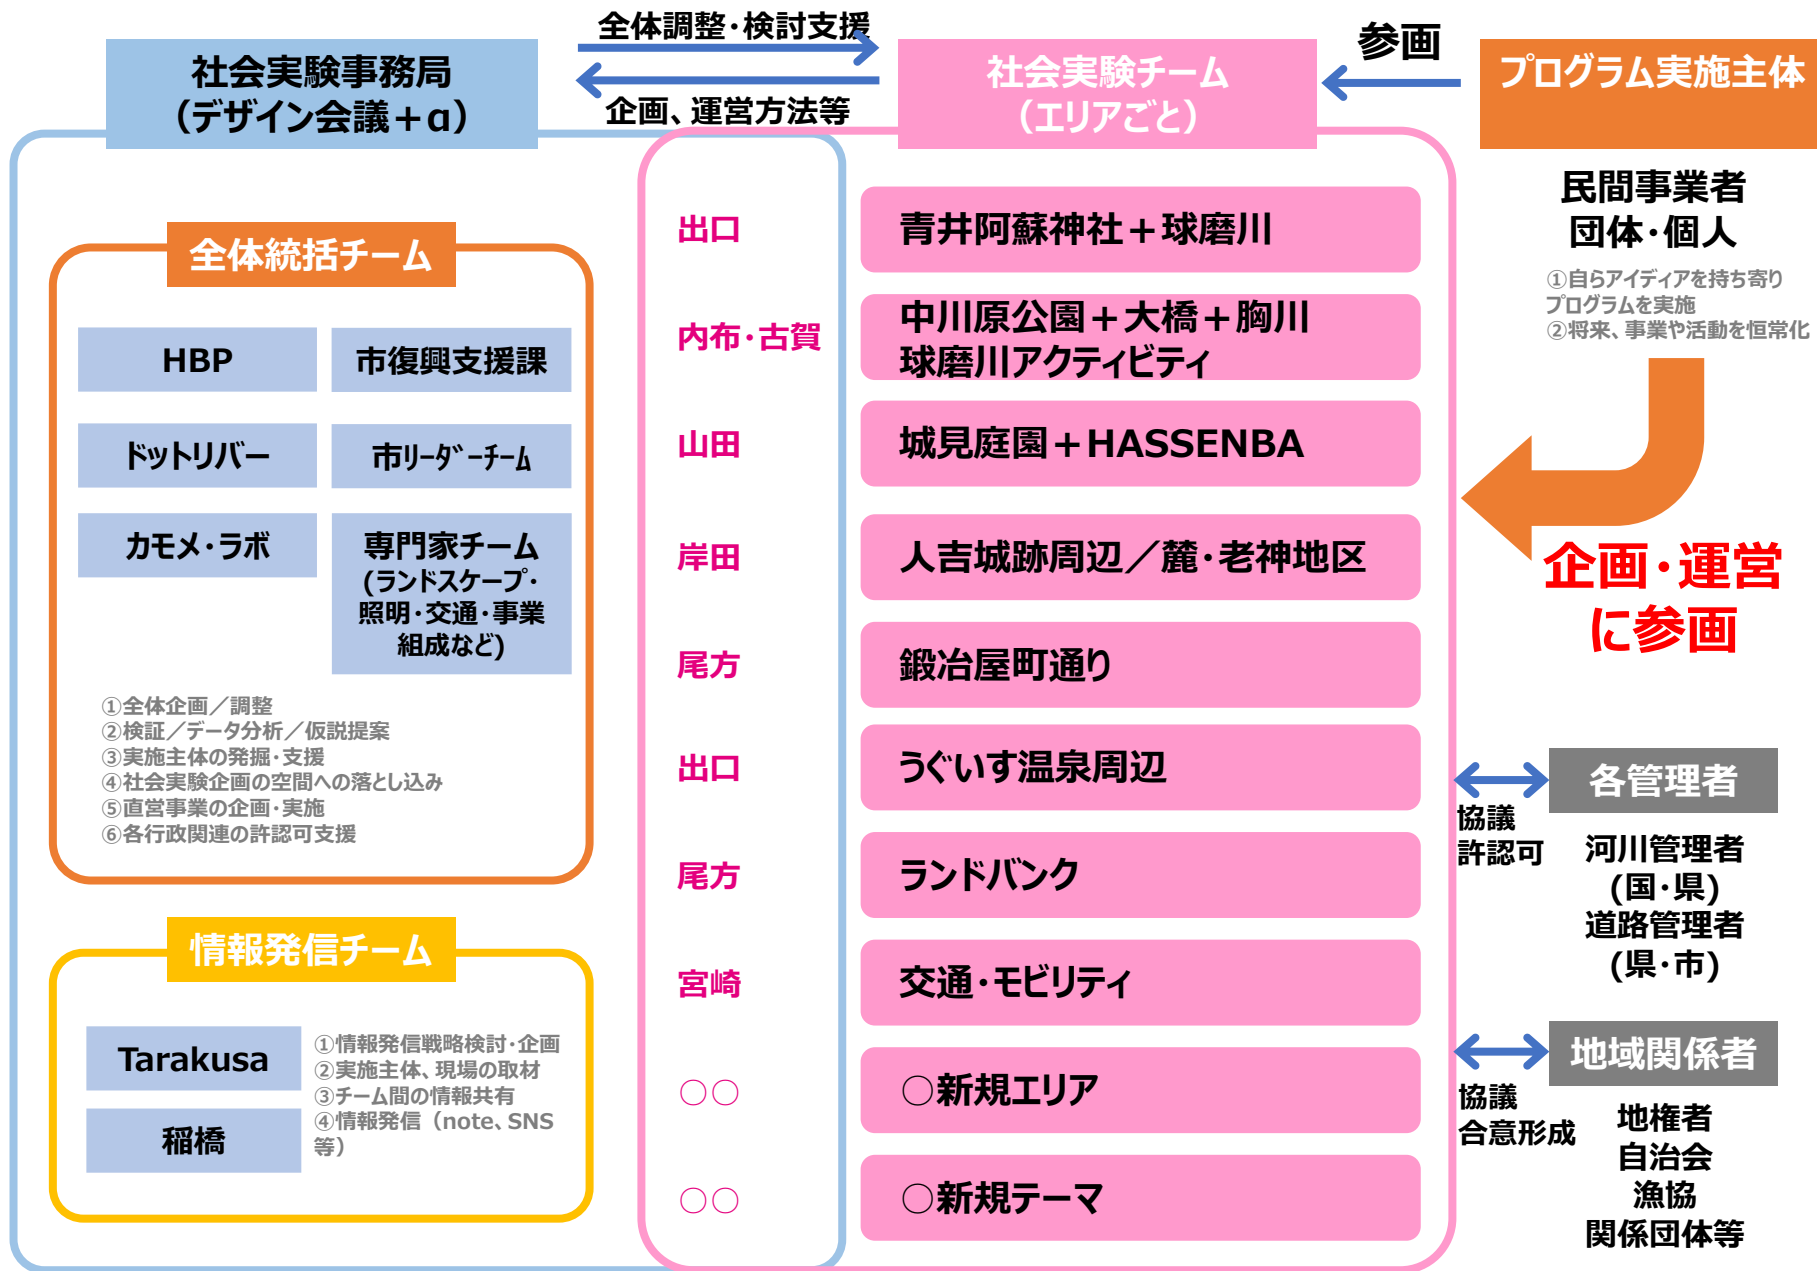 全体調整・検討支援
企画、運営方法等
社会実験事務局
（デザイン会議＋α）
社会実験チーム
（エリアごと）
参画
プログラム実施主体
民間事業者
団体・個人
①自らアイディアを持ち寄り
プログラムを実施
②将来、事業や活動を恒常化
企画・運営
に参画
全体統括チーム
HBP
市復興支援課
ドットリバー
市ﾘｰﾀﾞｰﾁｰﾑ
カモメ・ラボ
専門家チーム
(ランドスケープ・
照明・交通・事業
組成など)
①全体企画／調整
②検証／データ分析／仮説提案
③実施主体の発掘・支援
④社会実験企画の空間への落とし込み
⑤直営事業の企画・実施
⑥各行政関連の許認可支援
情報発信チーム
Tarakusa
稲橋
①情報発信戦略検討・企画
②実施主体、現場の取材
③チーム間の情報共有
④情報発信（note、SNS
等）
出口
青井阿蘇神社＋球磨川
内布・古賀
中川原公園＋大橋＋胸川
球磨川アクティビティ
山田
城見庭園＋HASSENBA
岸田
人吉城跡周辺／麓・老神地区
尾方
鍛冶屋町通り
出口
うぐいす温泉周辺
尾方
ランドバンク
宮崎
交通・モビリティ
○○
○新規エリア
○○
○新規テーマ
協議
許認可
各管理者
河川管理者
(国・県)
道路管理者
(県・市)
協議
合意形成
地域関係者
地権者
自治会
漁協
関係団体等